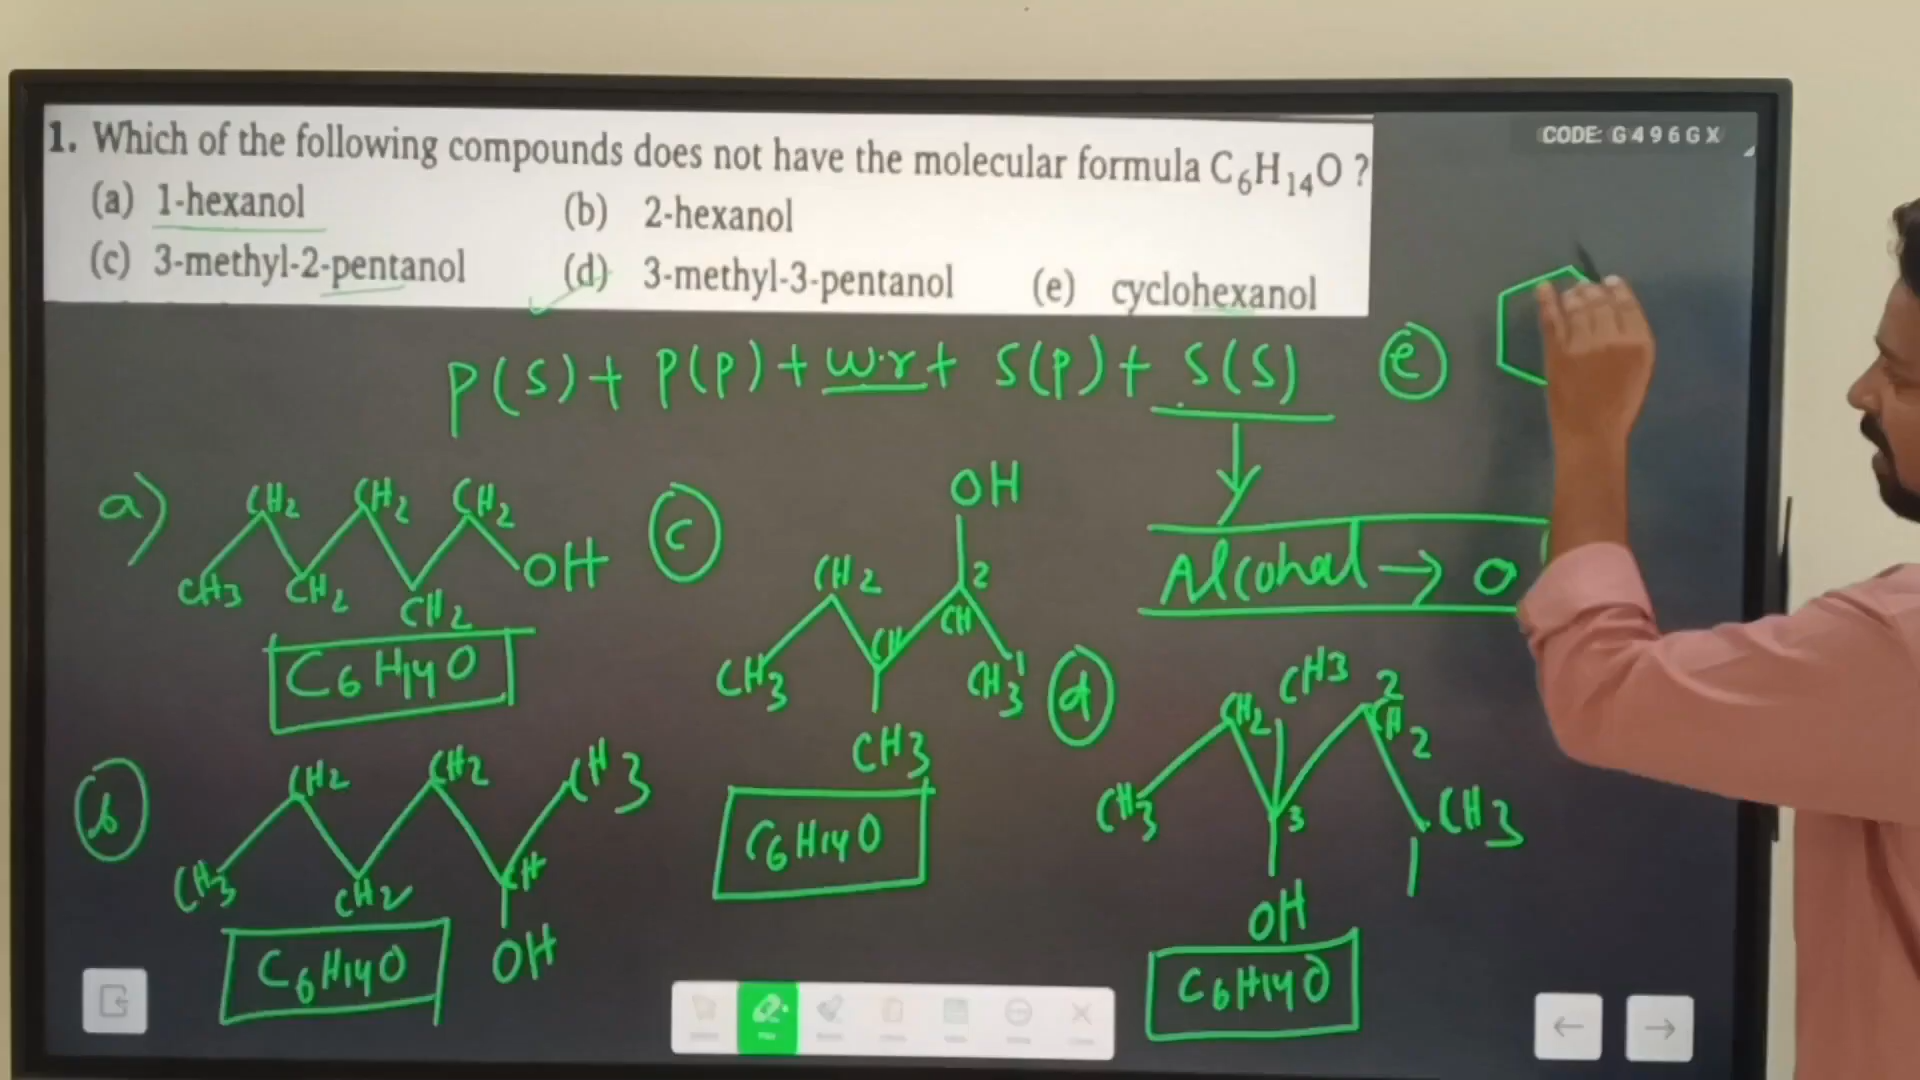 1. Which of the following compounds does not have the molecular formula C6H14O ?
(a) 1-hexanol (b) 2-hexanol
(c) 3-methyl-2-pentanol (d) 3-methyl-3-pentanol (e) cyclohexanol
CODE: G496GX
P(S) + P(P) + w.r + S(P) + S(S)
e
a)
CH3 CH2 CH2 CH2 CH2 CH2 OH
C6H14O
b
CH3 CH2 CH2 CH2 CH CH3
OH
C6H14O
c
OH
CH3 CH2 CH CH 2 CH3 1
CH3
C6H14O
Alcohol → O
d
CH3 CH2 CH3 3 2 CH2 CH3 1
OH
C6H14O